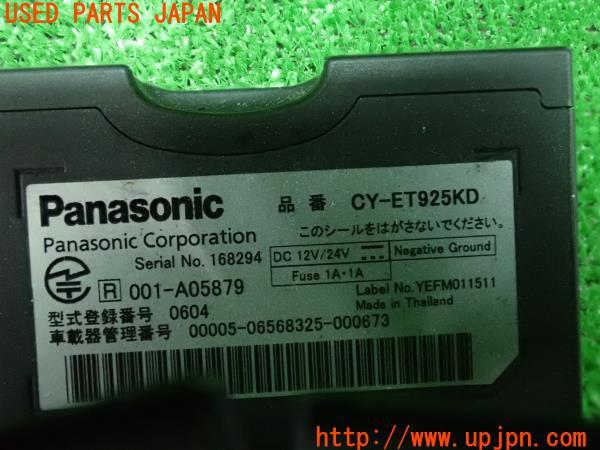 USED PARTS JAPAN
Panasonic 品番 CY-ET925KD
Panasonic Corporation このシールをはがさないでください。
Serial No. 168294 DC 12V/24V Negative Ground
Fuse 1A・1A
R 001-A05879 Label No. YEFM011511
型式登録番号 0604 Made in Thailand
車載器管理番号 00005-06568325-000673
http://www.upjpn.com